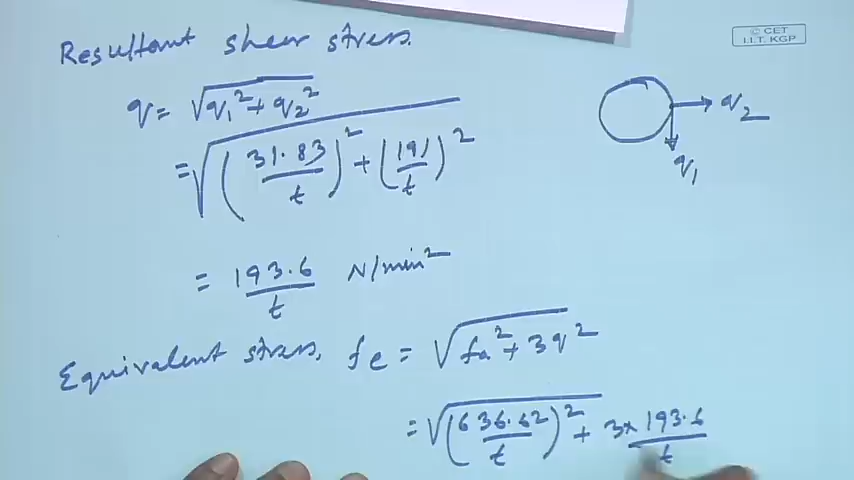 © CET
I.I.T. KGP
Resultant shear stress.
q = √(q₁² + q₂²)
= √((31.83/t)² + (191/t)²)
q₂
q₁
= 193.6/t N/mm²
Equivalent stress, fe = √(fa² + 3q²)
= √((636.62/t)² + 3 × 193.6/t